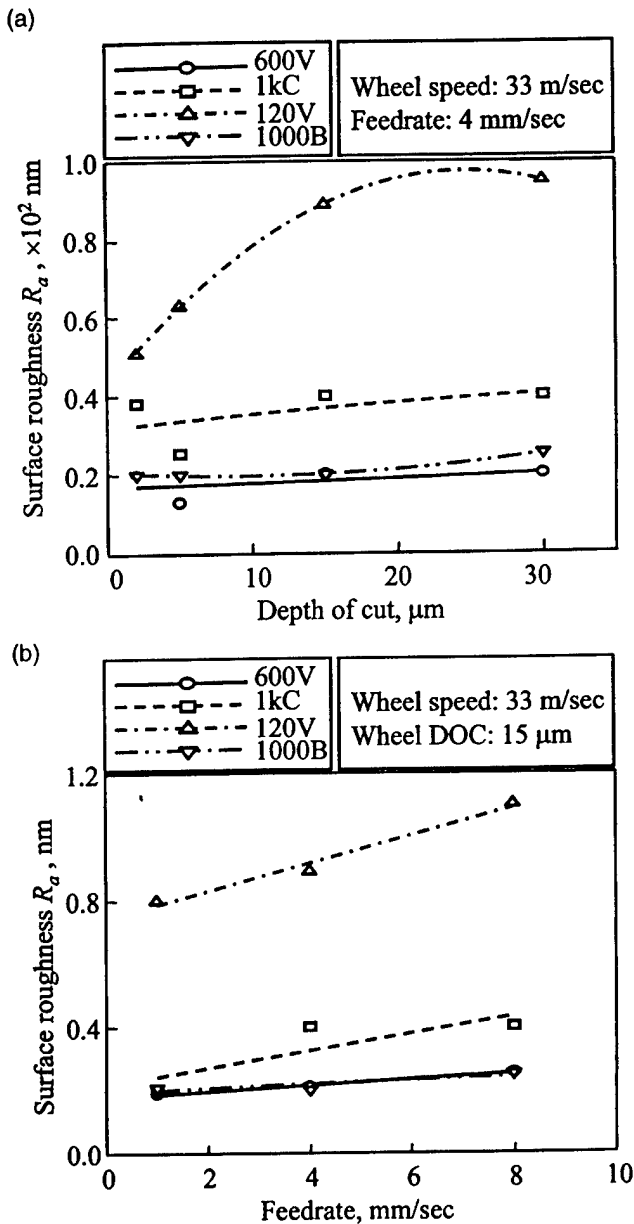 (a)
600V
1kC
120V
1000B
Wheel speed: 33 m/sec
Feedrate: 4 mm/sec
Surface roughness Ra , ×10² nm
1.0
0.8
0.6
0.4
0.2
0.0
0 10 20 30
Depth of cut, μm
(b)
600V
1kC
120V
1000B
Wheel speed: 33 m/sec
Wheel DOC: 15 μm
Surface roughness Ra , nm
1.2
0.8
0.4
0.0
0 2 4 6 8 10
Feedrate, mm/sec